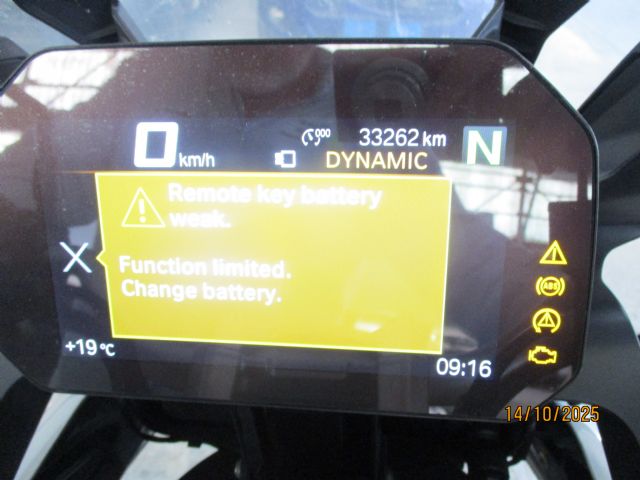 33262 km
N
0 km/h
DYNAMIC
Remote key battery
weak.
Function limited.
Change battery.
ABS
+19 °C
09:16
14/10/2025